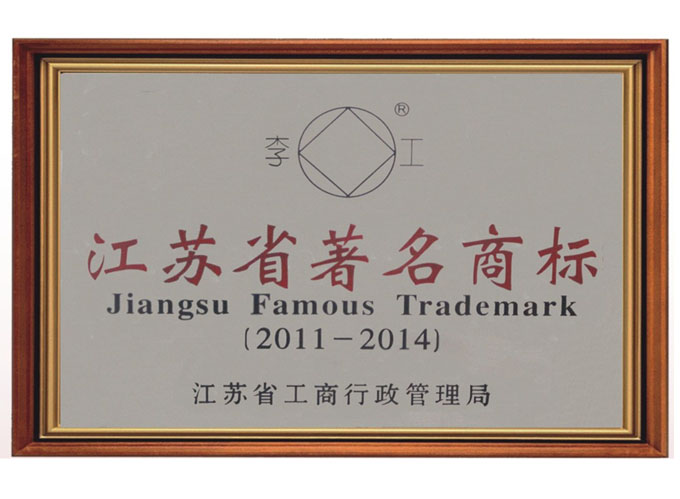 李 工 ®
江苏省著名商标
Jiangsu Famous Trademark
(2011-2014)
江苏省工商行政管理局